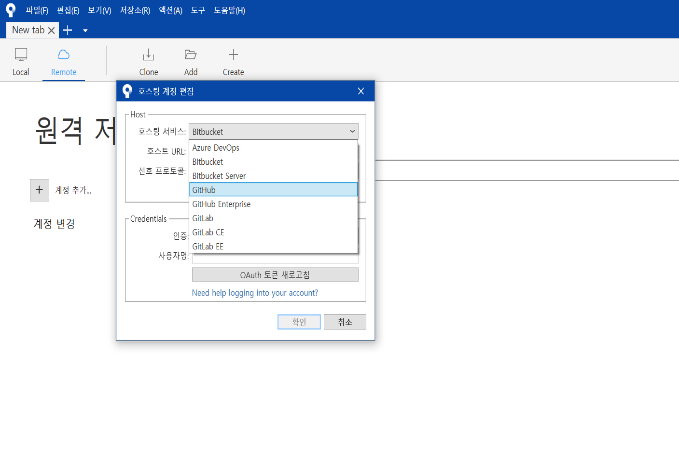 파일(F) 편집(E) 보기(V) 저장소(R) 액션(A) 도구 도움말(H)
New tab
Local Remote Clone Add Create
호스팅 계정 편집
원격 저
Host
호스팅 서비스: Bitbucket
호스트 URL:
선호 프로토콜:
Azure DevOps
Bitbucket
Bitbucket Server
GitHub
GitHub Enterprise
GitLab
GitLab CE
GitLab EE
계정 추가...
계정 변경
Credentials
인증:
사용자명:
OAuth 토큰 새로고침
Need help logging into your account?
확인 취소